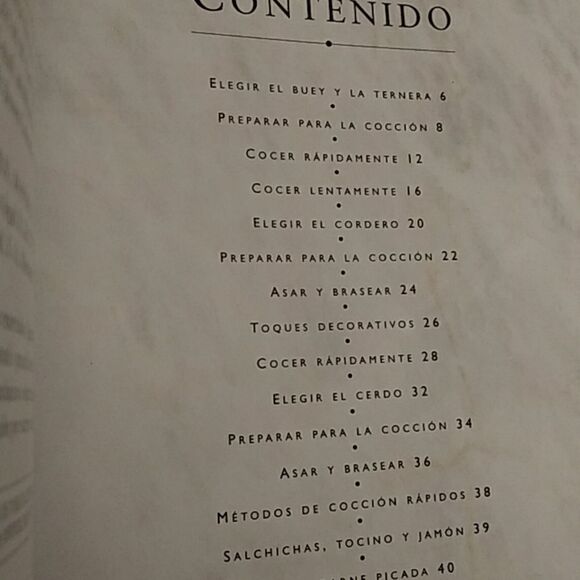 CONTENIDO
ELEGIR EL BUEY Y LA TERNERA 6
PREPARAR PARA LA COCCIÓN 8
COCER RÁPIDAMENTE 12
COCER LENTAMENTE 16
ELEGIR EL CORDERO 20
PREPARAR PARA LA COCCIÓN 22
ASAR Y BRASEAR 24
TOQUES DECORATIVOS 26
COCER RÁPIDAMENTE 28
ELEGIR EL CERDO 32
PREPARAR PARA LA COCCIÓN 34
ASAR Y BRASEAR 36
MÉTODOS DE COCCIÓN RÁPIDOS 38
SALCHICHAS, TOCINO Y JAMÓN 39
PICADA 40